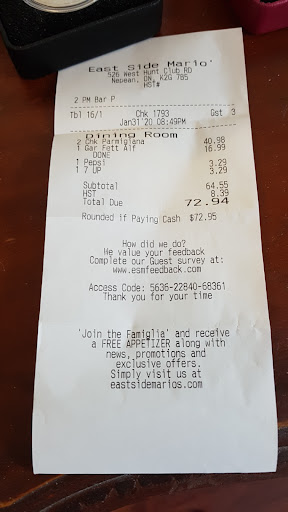 East Side Mario'
526 West Hunt Club RD
Nepean, ON, K2G 7B5
HST#
2 PM Bar P
Tbl 16/1 Chk 1793 Gst 3
Jan31'20 08:49PM
Dining Room
2 Chk Parmigiana 40.98
1 Gar Fett Alf 16.99
DONE
1 Pepsi 3.29
1 7 UP 3.29
Subtotal 64.55
HST 8.39
Total Due 72.94
Rounded if Paying Cash $72.95
How did we do?
We value your feedback
Complete our Guest survey at:
www.esmfeedback.com
Access Code: 5636-22840-68361
Thank you for your time
'Join the Famiglia' and receive
a FREE APPETIZER along with
news, promotions and
exclusive offers.
Simply visit us at
eastsidemarios.com